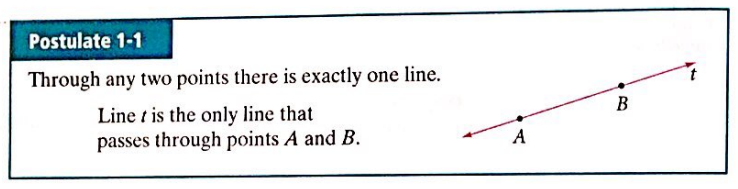 Postulate 1-1
Through any two points there is exactly one line.
Line t is the only line that
passes through points A and B.
t
B
A